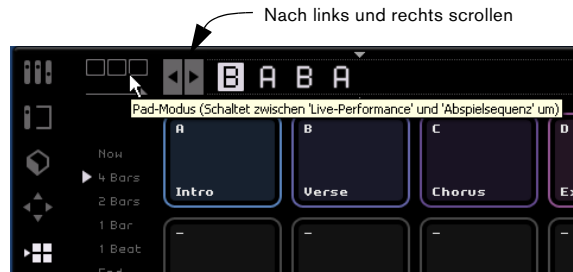 Nach links und rechts scrollen
B A B A
Pad-Modus (Schaltet zwischen 'Live-Performance' und 'Abspielsequenz' um)
A B C D
Now
4 Bars
Intro Verse Chorus
2 Bars
1 Bar
1 Beat